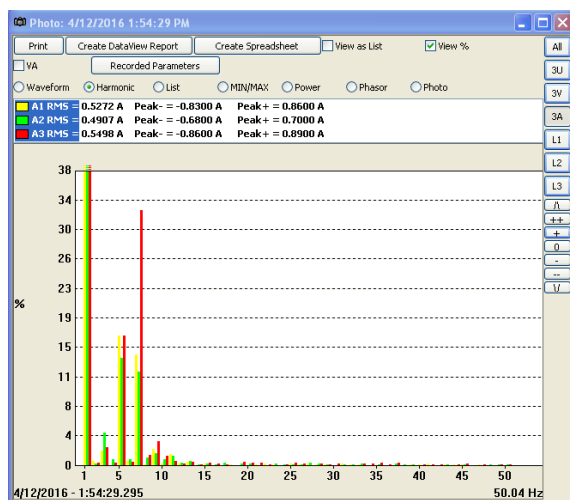 Photo: 4/12/2016 1:54:29 PM
Print Create DataView Report Create Spreadsheet View as List View % All
VA Recorded Parameters 3U
Waveform Harmonic List MIN/MAX Power Phasor Photo 3V
A1 RMS = 0.5272 A Peak- = -0.8300 A Peak+ = 0.8600 A 3A
A2 RMS = 0.4907 A Peak- = -0.6800 A Peak+ = 0.7000 A
A3 RMS = 0.5498 A Peak- = -0.8600 A Peak+ = 0.8900 A L1
L2
38 L3
34 /\
++
30 +
0
26 -
--
23 \/
%
19
15
11
8
4
0
1 5 10 15 20 25 30 35 40 45 50
4/12/2016 - 1:54:29.295 50.04 Hz